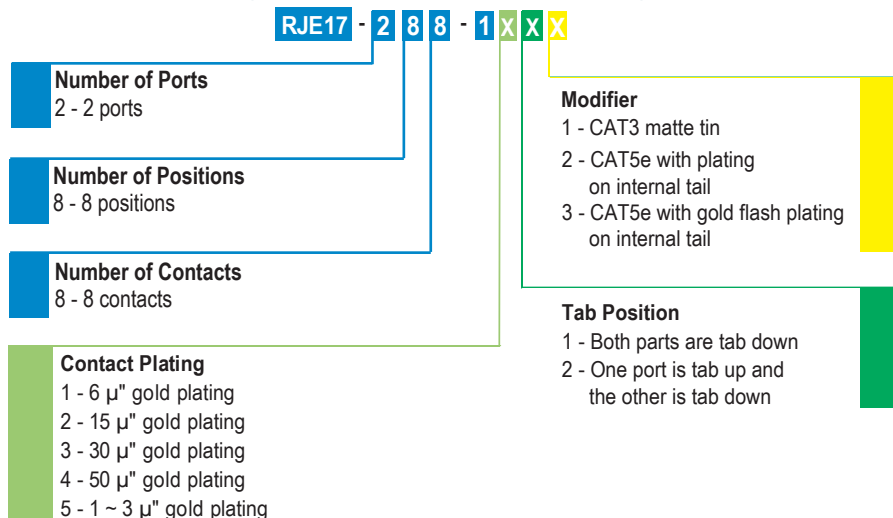 RJE17 - 2 8 8 - 1 X X X
Number of Ports
2 - 2 ports
Number of Positions
8 - 8 positions
Number of Contacts
8 - 8 contacts
Contact Plating
1 - 6 µ" gold plating
2 - 15 µ" gold plating
3 - 30 µ" gold plating
4 - 50 µ" gold plating
5 - 1 ~ 3 µ" gold plating
Modifier
1 - CAT3 matte tin
2 - CAT5e with plating
on internal tail
3 - CAT5e with gold flash plating
on internal tail
Tab Position
1 - Both parts are tab down
2 - One port is tab up and
the other is tab down